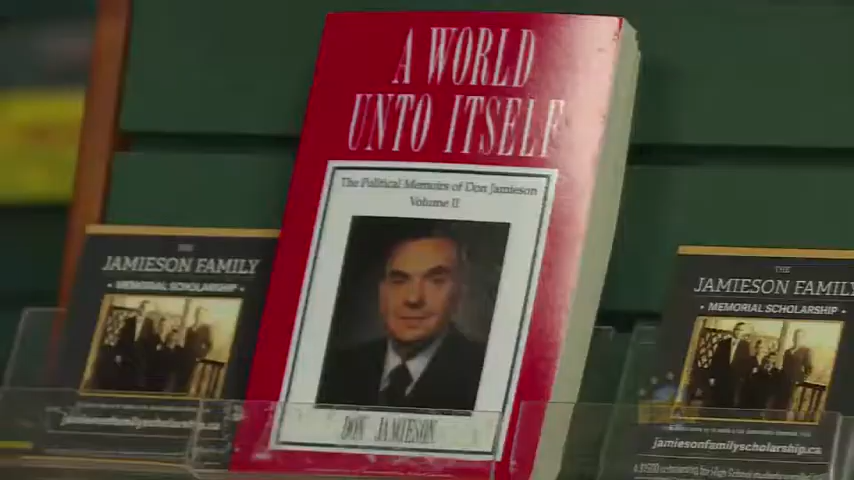 A WORLD
UNTO ITSELF
The Political Memoirs of Don Jamieson
Volume II
DON JAMIESON
THE
JAMIESON FAMILY
MEMORIAL SCHOLARSHIP
jamiesonfamilyscholarship.ca
THE
JAMIESON FAMILY
• MEMORIAL SCHOLARSHIP •
jamiesonfamilyscholarship.ca